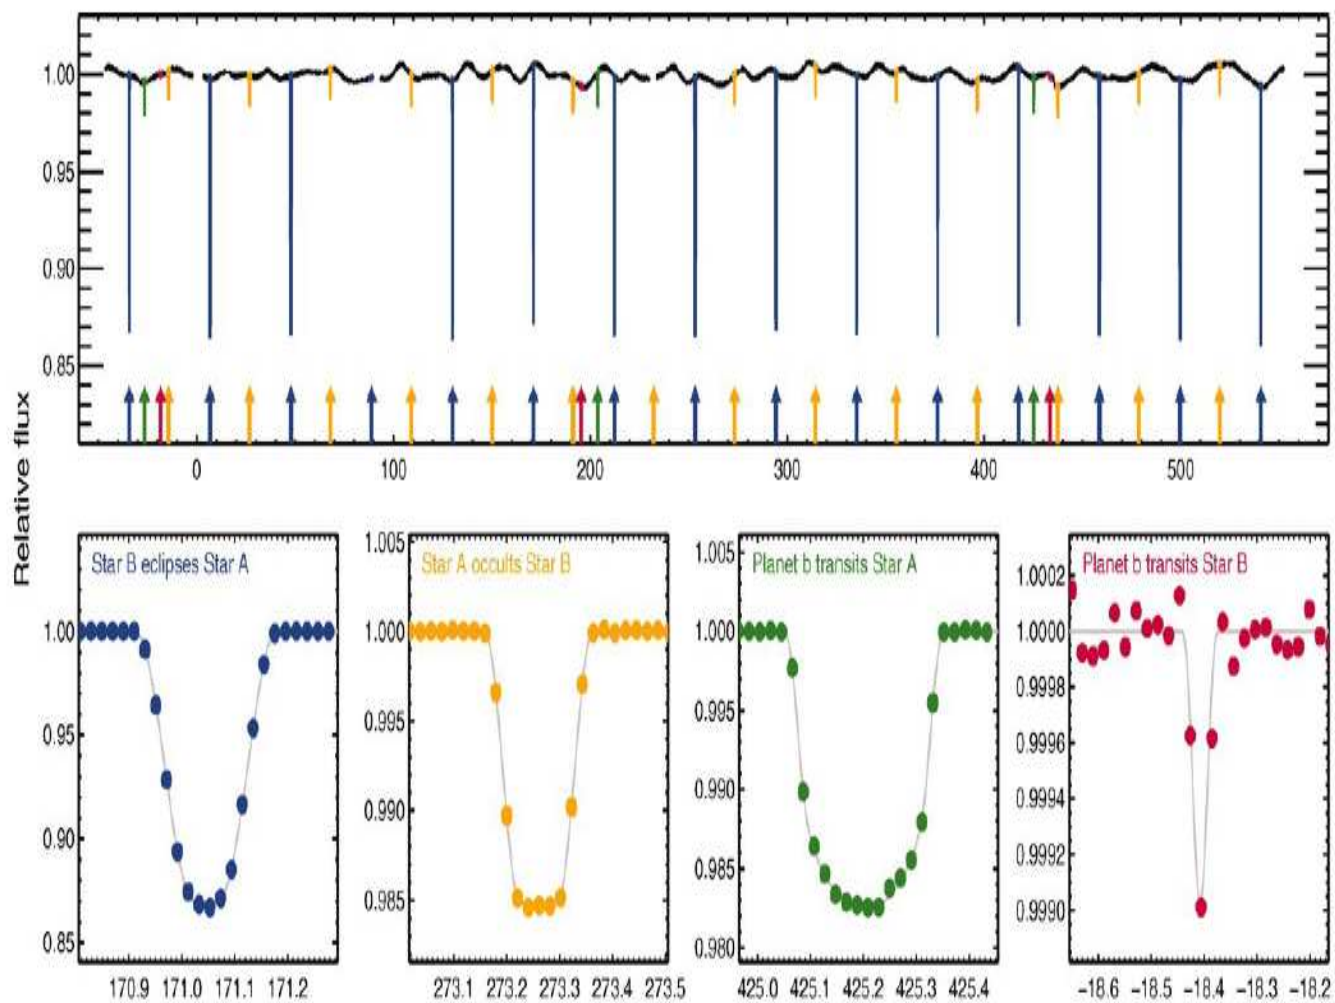 1.00
0.95
0.90
0.85
0 100 200 300 400 500
Relative flux
Star B eclipses Star A
1.00
0.95
0.90
0.85
170.9 171.0 171.1 171.2
Star A occults Star B
1.005
1.000
0.995
0.990
0.985
273.1 273.2 273.3 273.4 273.5
Planet b transits Star A
1.005
1.000
0.995
0.990
0.985
0.980
425.0 425.1 425.2 425.3 425.4
Planet b transits Star B
1.0002
1.0000
0.9998
0.9996
0.9994
0.9992
0.9990
-18.6 -18.5 -18.4 -18.3 -18.2